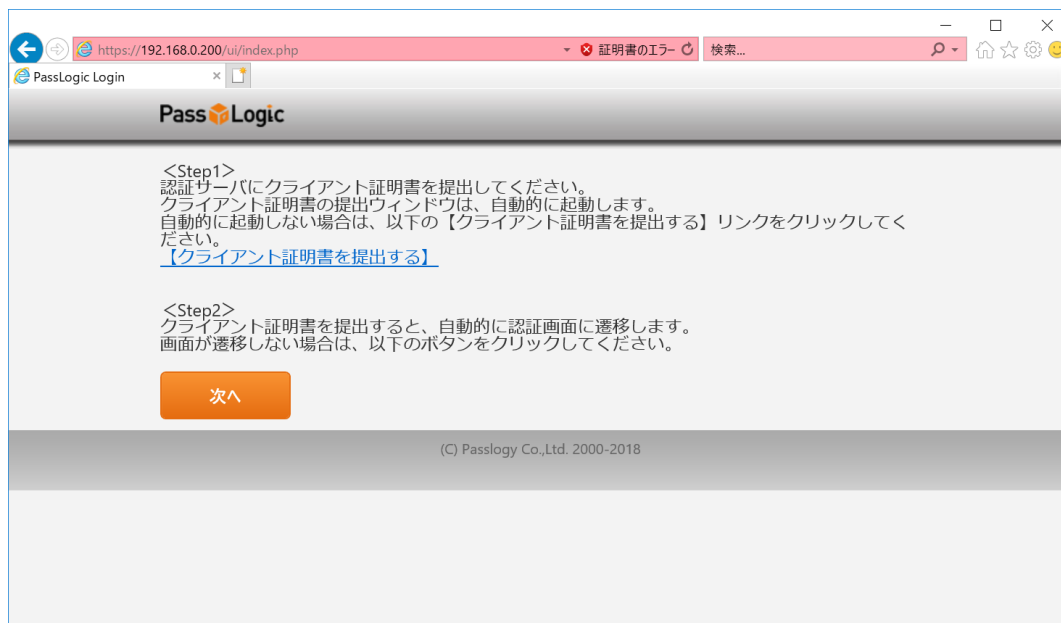 https://192.168.0.200/ui/index.php
証明書のエラー
検索...
PassLogic Login
PassLogic
＜Step1＞
認証サーバにクライアント証明書を提出してください。
クライアント証明書の提出ウィンドウは、自動的に起動します。
自動的に起動しない場合は、以下の【クライアント証明書を提出する】リンクをクリックしてく
ださい。
【クライアント証明書を提出する】
＜Step2＞
クライアント証明書を提出すると、自動的に認証画面に遷移します。
画面が遷移しない場合は、以下のボタンをクリックしてください。
次へ
(C) Passlogy Co.,Ltd. 2000-2018